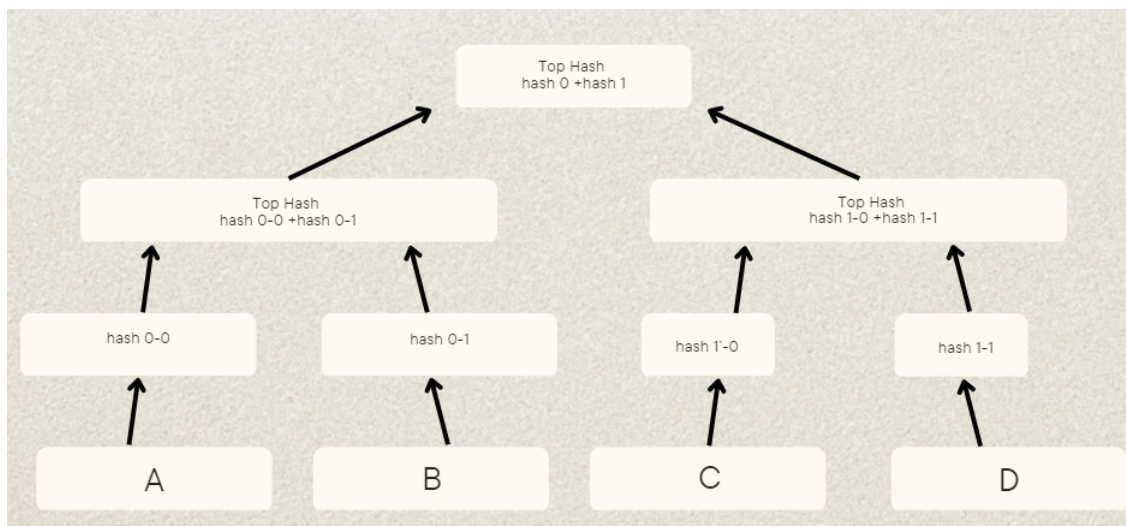 Top Hash
hash 0 +hash 1
Top Hash
hash 0-0 +hash 0-1
Top Hash
hash 1-0 +hash 1-1
hash 0-0
hash 0-1
hash 1`-0
hash 1-1
A
B
C
D